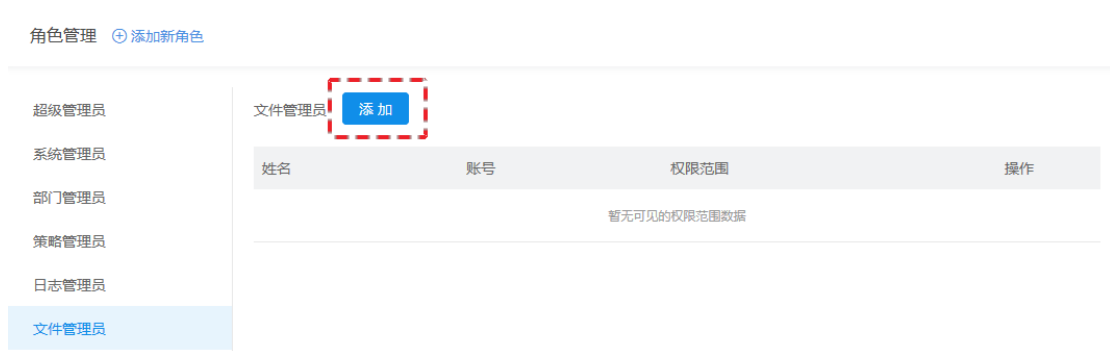 角色管理 添加新角色
超级管理员
系统管理员
部门管理员
策略管理员
日志管理员
文件管理员
文件管理员 添加
姓名 账号 权限范围 操作
暂无可见的权限范围数据